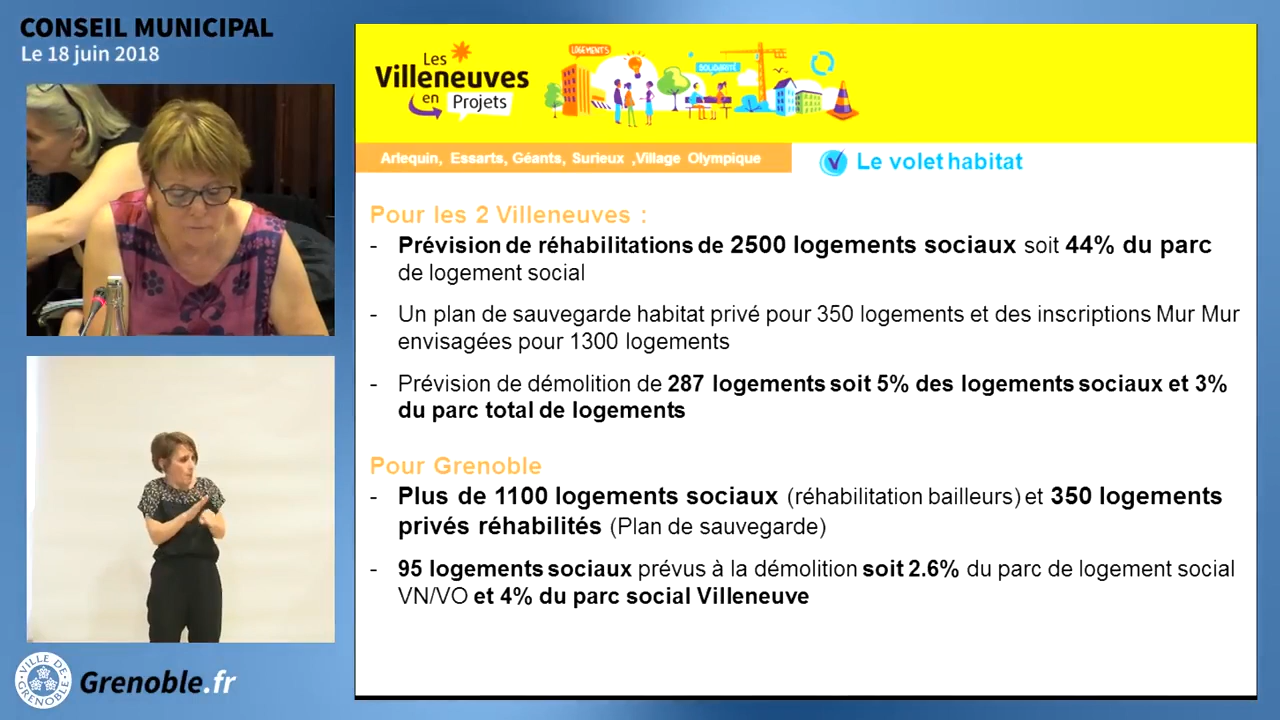 CONSEIL MUNICIPAL
Le 18 juin 2018
Les
Villeneuves
en Projets
LOGEMENTS
SOLIDARITÉ
Arlequin, Essarts, Géants, Surieux ,Village Olympique
Le volet habitat
Pour les 2 Villeneuves :
- Prévision de réhabilitations de 2500 logements sociaux soit 44% du parc
de logement social
- Un plan de sauvegarde habitat privé pour 350 logements et des inscriptions Mur Mur
envisagées pour 1300 logements
- Prévision de démolition de 287 logements soit 5% des logements sociaux et 3%
du parc total de logements
Pour Grenoble
- Plus de 1100 logements sociaux (réhabilitation bailleurs) et 350 logements
privés réhabilités (Plan de sauvegarde)
- 95 logements sociaux prévus à la démolition soit 2.6% du parc de logement social
VN/VO et 4% du parc social Villeneuve
VILLE DE
GRENOBLE
Grenoble.fr